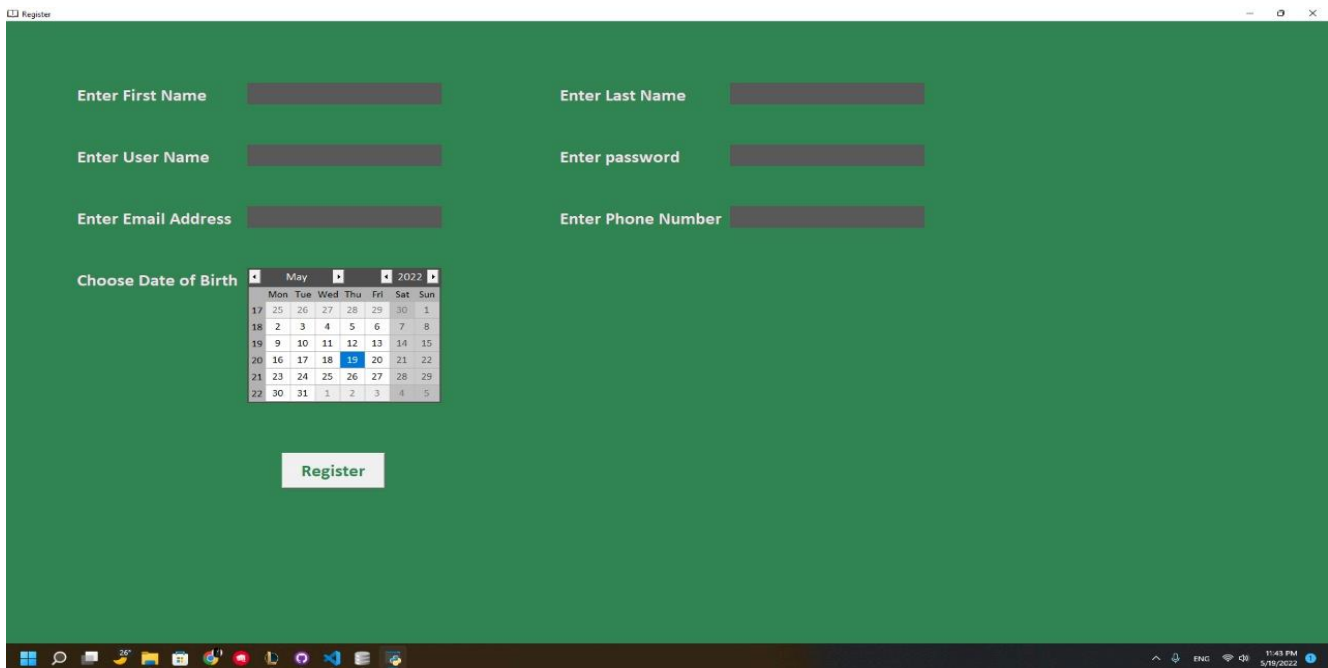 Register
Enter First Name
Enter Last Name
Enter User Name
Enter password
Enter Email Address
Enter Phone Number
Choose Date of Birth
May 2022
Mon Tue Wed Thu Fri Sat Sun
17 25 26 27 28 29 30 1
18 2 3 4 5 6 7 8
19 9 10 11 12 13 14 15
20 16 17 18 19 20 21 22
21 23 24 25 26 27 28 29
22 30 31 1 2 3 4 5
Register
26°
ENG
11:43 PM
5/19/2022